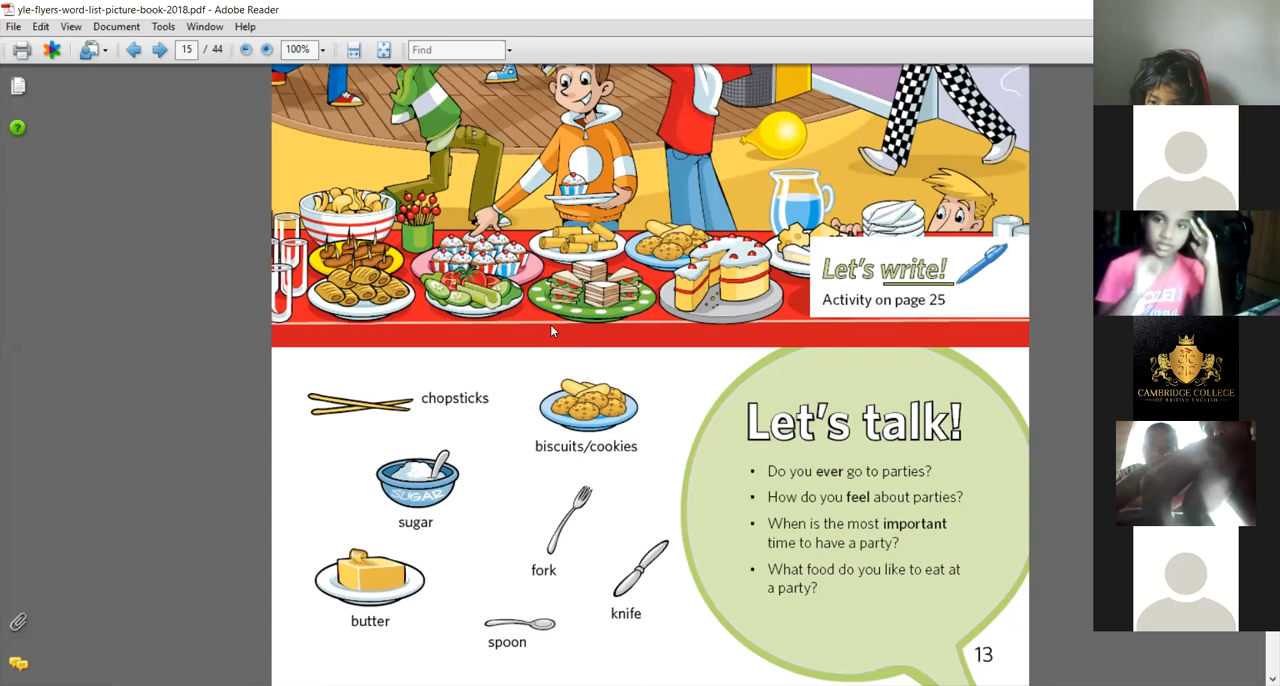 yle-flyers-word-list-picture-book-2018.pdf - Adobe Reader
File Edit View Document Tools Window Help
15 / 44 100% Find
Let's write!
Activity on page 25
chopsticks
biscuits/cookies
SUGAR
sugar
fork
butter
knife
spoon
Let's talk!
• Do you ever go to parties?
• How do you feel about parties?
• When is the most important
time to have a party?
• What food do you like to eat at
a party?
13
FROZEN
CAMBRIDGE COLLEGE
OF BRITISH ENGLISH